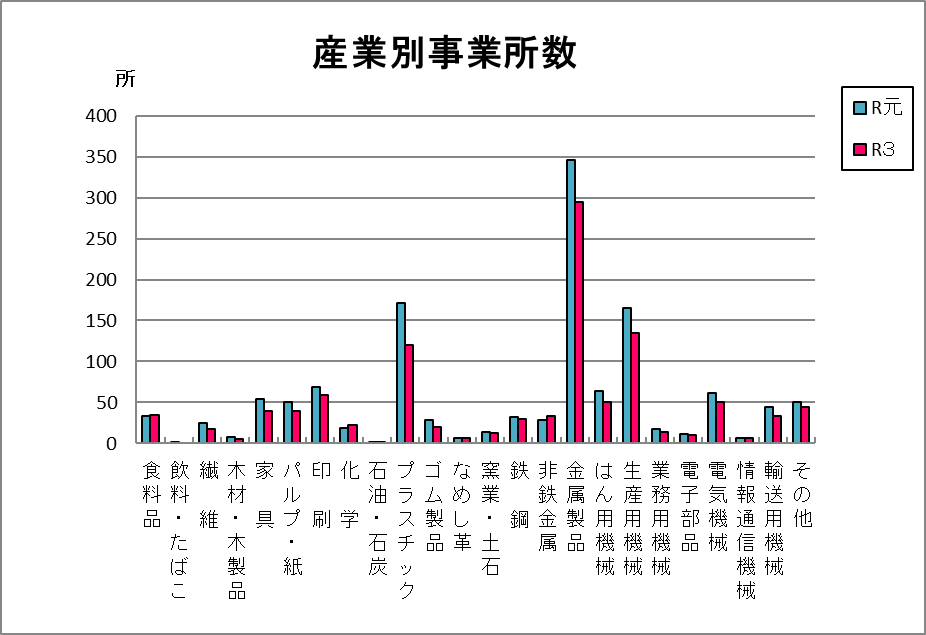 産業別事業所数
所
R元
R3
400
350
300
250
200
150
100
50
0
食料品
飲料・たばこ
繊維
木材・木製品
家具
パルプ・紙
印刷
化学
石油・石炭
プラスチック
ゴム製品
なめし革
窯業・土石
鉄鋼
非鉄金属
金属製品
はん用機械
生産用機械
業務用機械
電子部品
電気機械
情報通信機械
輸送用機械
その他